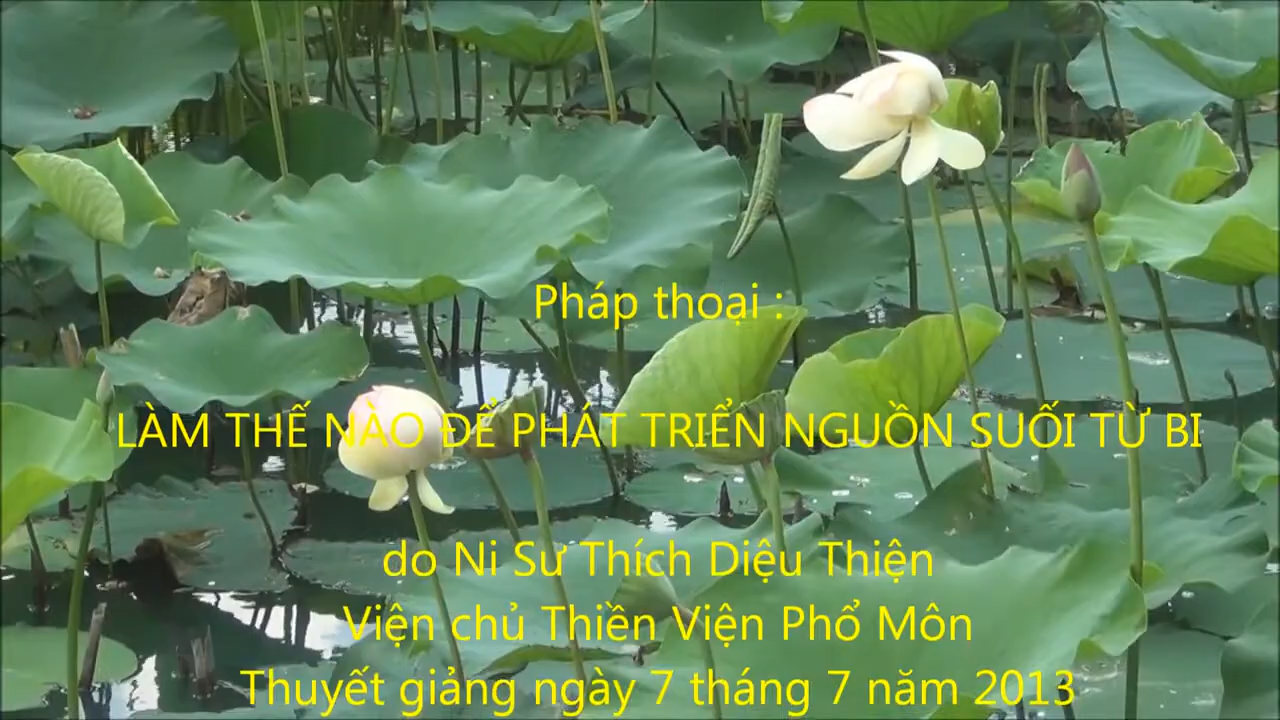 Pháp thoại :
LÀM THẾ NÀO ĐỂ PHÁT TRIỂN NGUỒN SUỐI TỪ BI
do Ni Sư Thích Diệu Thiện
Viện chủ Thiền Viện Phổ Môn
Thuyết giảng ngày 7 tháng 7 năm 2013